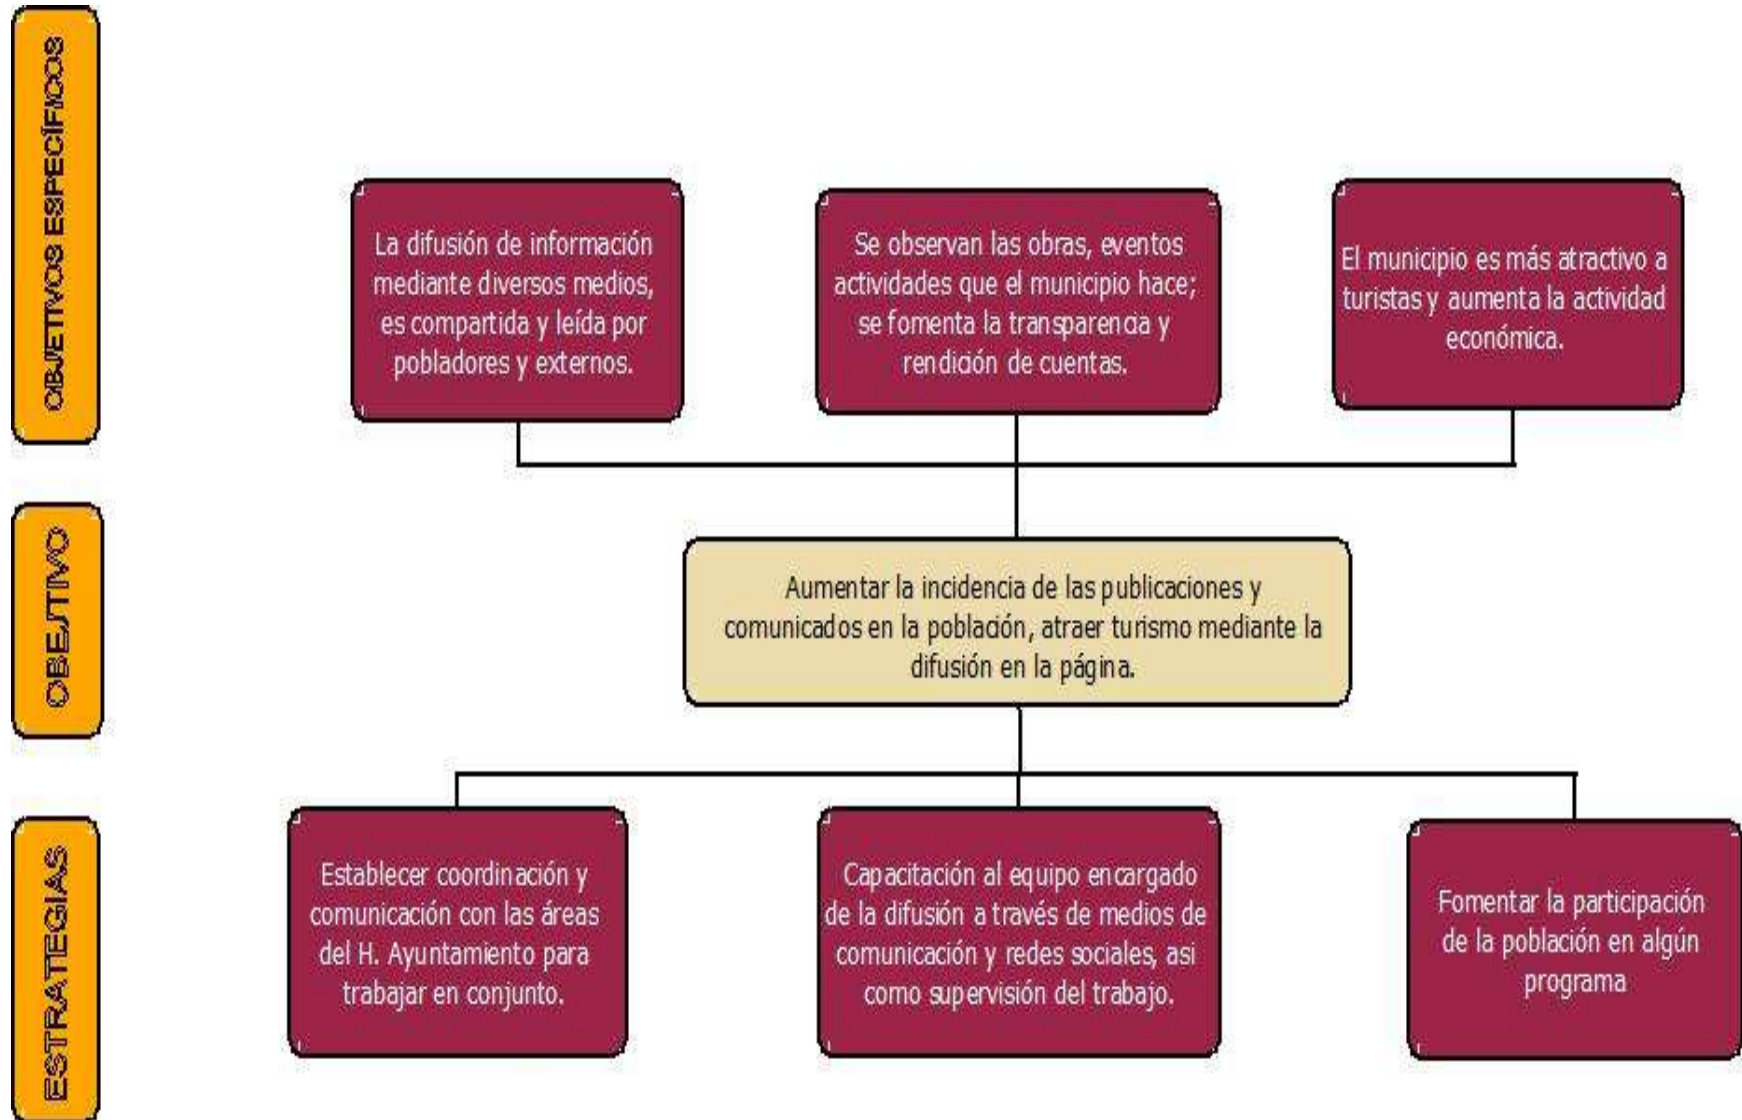 OBJETIVOS ESPECÍFICOS
La difusión de información
mediante diversos medios,
es compartida y leída por
pobladores y externos.
Se observan las obras, eventos
actividades que el municipio hace;
se fomenta la transparencia y
rendición de cuentas.
El municipio es más atractivo a
turistas y aumenta la actividad
económica.
OBEJTIVO
Aumentar la incidencia de las publicaciones y
comunicados en la población, atraer turismo mediante la
difusión en la página.
ESTRATEGIAS
Establecer coordinación y
comunicación con las áreas
del H. Ayuntamiento para
trabajar en conjunto.
Capacitación al equipo encargado
de la difusión a través de medios de
comunicación y redes sociales, asi
como supervisión del trabajo.
Fomentar la participación
de la población en algún
programa